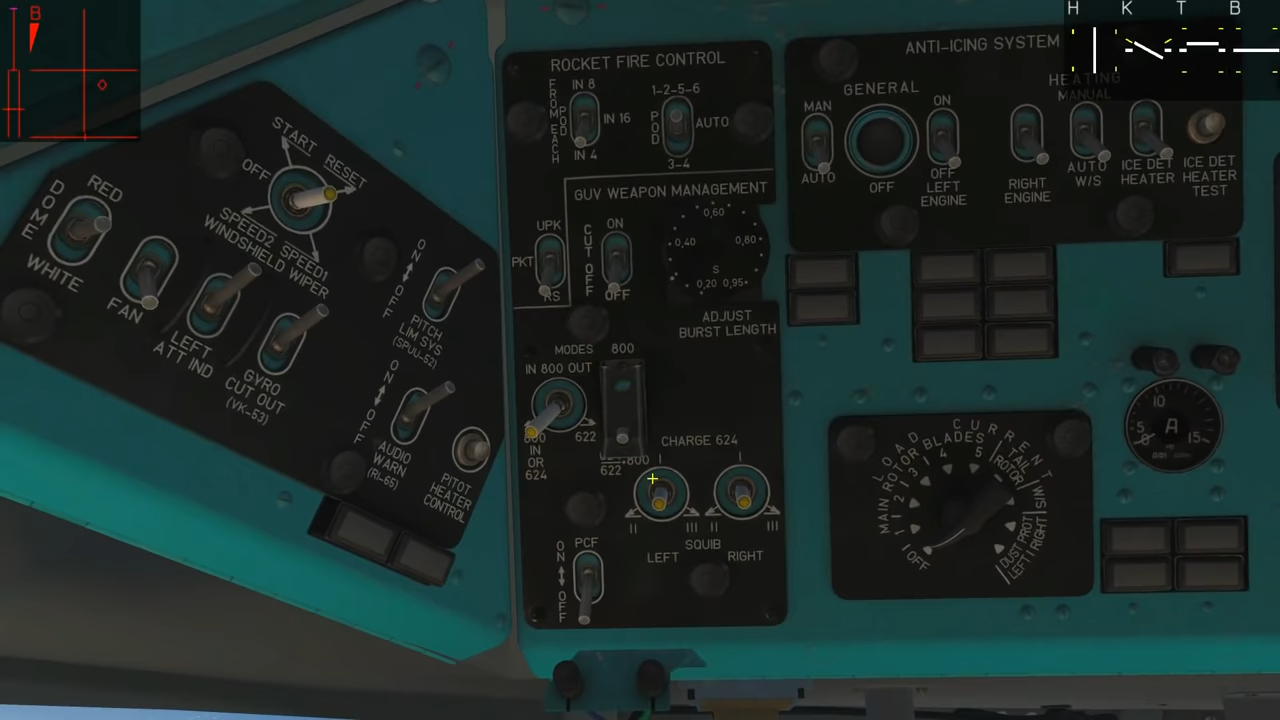 B
H K T B
START
RESET
OFF
SPEED2 SPEED1
WINDSHIELD WIPER
DOME
RED
WHITE
FAN
LEFT
ATT IND
GYRO
CUT OUT
(VK-53)
ON
OFF
PITCH
LIM SYS
(SPUU-52)
ON
OFF
AUDIO
WARN
(RI-65)
PITOT
HEATER
CONTROL
ROCKET FIRE CONTROL
FROM EACH
POD
IN 8
IN 16
IN 4
1-2-5-6
POD
AUTO
3-4
GUV WEAPON MANAGEMENT
UPK
PKT
RS
CUT OFF
ON
OFF
0,60
0,40
0,80
S
0,20 0,95
ADJUST
BURST LENGTH
MODES
800
IN 800 OUT
800
IN
OR
624
622
622
800
CHARGE 624
II III II III
SQUIB
LEFT RIGHT
PCF
ON
OFF
ANTI-ICING SYSTEM
HEATING
MANUAL
GENERAL
MAN
AUTO
OFF
ON
OFF
LEFT
ENGINE
RIGHT
ENGINE
AUTO
W/S
ICE DET
HEATER
ICE DET
HEATER
TEST
LOAD CURRENT
MAIN ROTOR BLADES
1 2 3 4 5
TAIL
ROTOR
W/S
OFF
DUST PROT
LEFT RIGHT
10
5
0
15
A